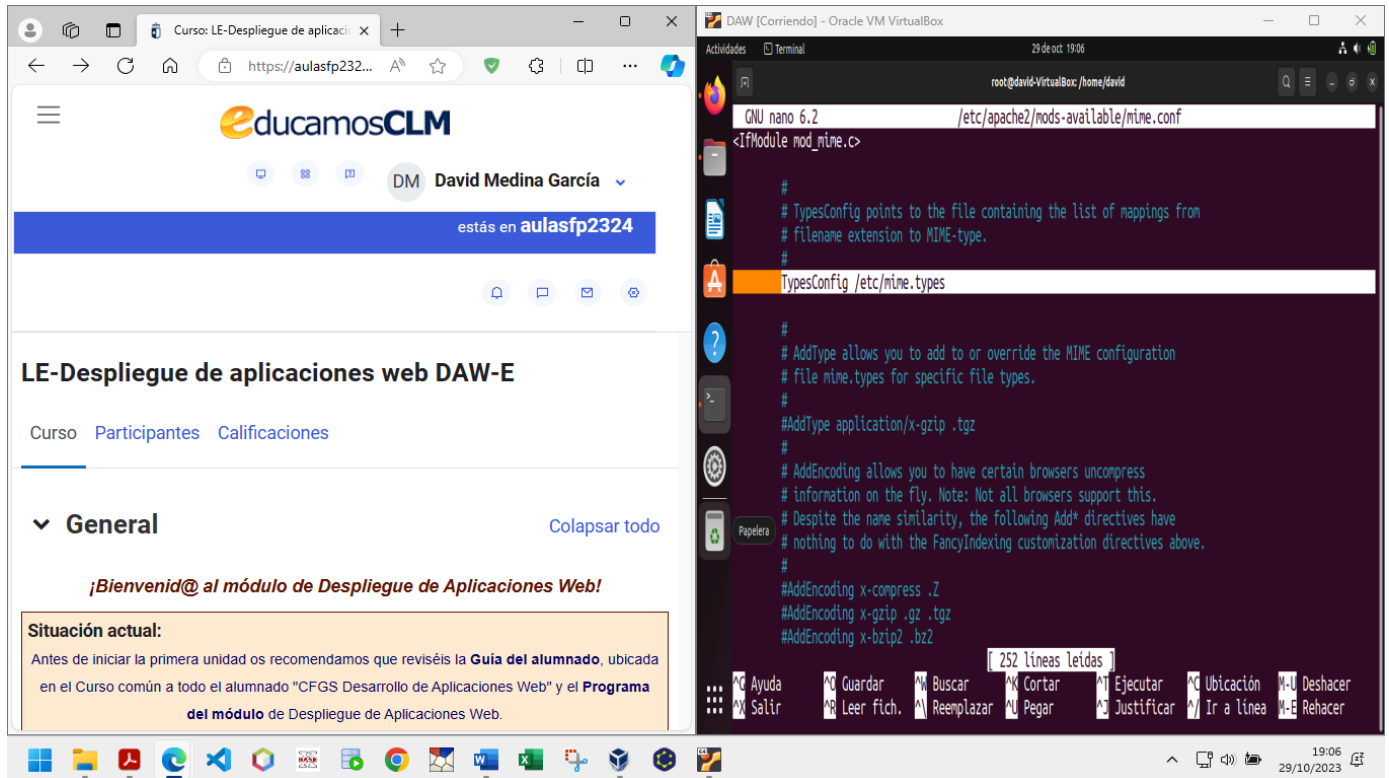 Curso: LE-Despliegue de aplicaci
https://aulasfp232...
educamosCLM
DM David Medina García
estás en aulasfp2324
LE-Despliegue de aplicaciones web DAW-E
Curso Participantes Calificaciones
General Colapsar todo
¡Bienvenid@ al módulo de Despliegue de Aplicaciones Web!
Situación actual:
Antes de iniciar la primera unidad os recomendamos que reviséis la Guía del alumnado, ubicada
en el Curso común a todo el alumnado "CFGS Desarrollo de Aplicaciones Web" y el Programa
del módulo de Despliegue de Aplicaciones Web.
DAW [Corriendo] - Oracle VM VirtualBox
Actividades Terminal 29 de oct 19:06
root@david-VirtualBox: /home/david
GNU nano 6.2 /etc/apache2/mods-available/mime.conf
<IfModule mod_mime.c>
#
# TypesConfig points to the file containing the list of mappings from
# filename extension to MIME-type.
#
TypesConfig /etc/mime.types
#
# AddType allows you to add to or override the MIME configuration
# file mime.types for specific file types.
#
#AddType application/x-gzip .tgz
#
# AddEncoding allows you to have certain browsers uncompress
# information on the fly. Note: Not all browsers support this.
# Despite the name similarity, the following Add* directives have
# nothing to do with the FancyIndexing customization directives above.
#
#AddEncoding x-compress .Z
#AddEncoding x-gzip .gz .tgz
#AddEncoding x-bzip2 .bz2
[ 252 líneas leídas ]
^G Ayuda ^O Guardar ^W Buscar ^K Cortar ^T Ejecutar ^C Ubicación M-U Deshacer
^X Salir ^R Leer fich. ^\ Reemplazar ^U Pegar ^J Justificar ^/ Ir a línea M-E Rehacer
Papelera
19:06
29/10/2023